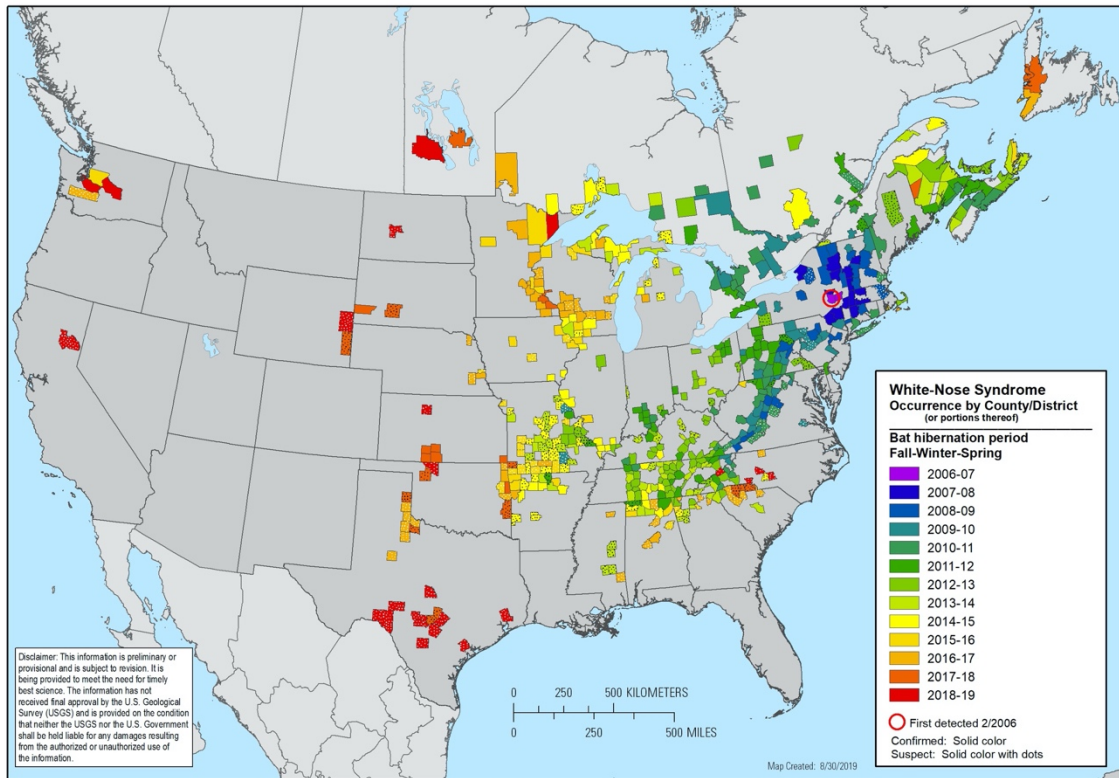 White-Nose Syndrome
Occurrence by County/District
(or portions thereof)
Bat hibernation period
Fall-Winter-Spring
2006-07
2007-08
2008-09
2009-10
2010-11
2011-12
2012-13
2013-14
2014-15
2015-16
2016-17
2017-18
2018-19
First detected 2/2006
Confirmed: Solid color
Suspect: Solid color with dots
Disclaimer: This information is preliminary or
provisional and is subject to revision. It is
being provided to meet the need for timely
best science. The information has not
received final approval by the U.S. Geological
Survey (USGS) and is provided on the condition
that neither the USGS nor the U.S. Government
shall be held liable for any damages resulting
from the authorized or unauthorized use of
the information.
0 250 500 KILOMETERS
0 250 500 MILES
Map Created: 8/30/2019